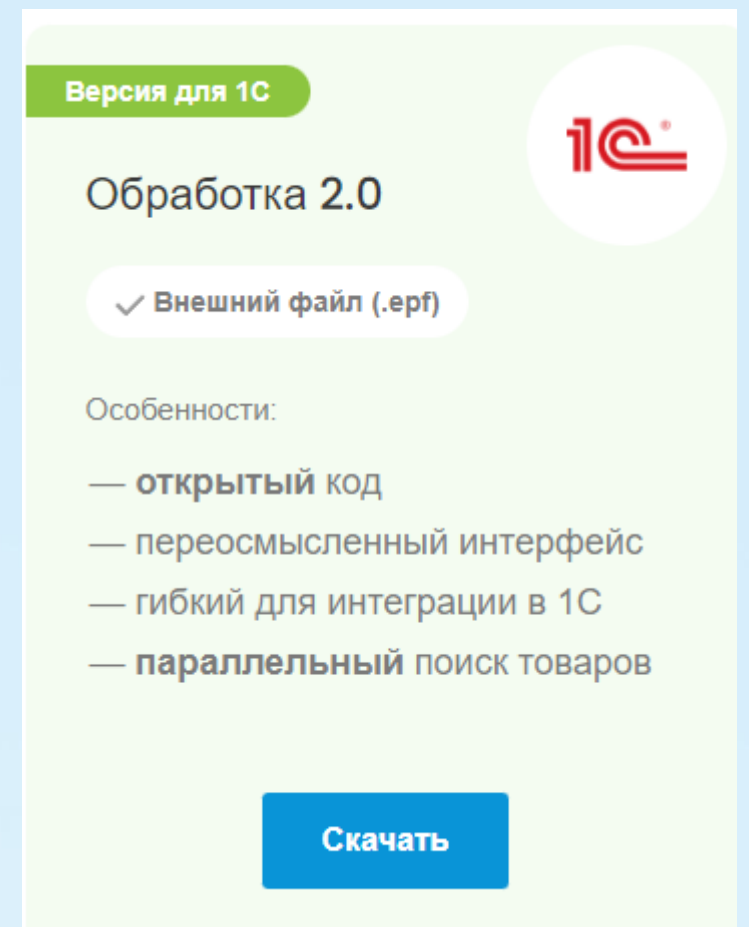 Версия для 1С
1С®
Обработка 2.0
Внешний файл (.epf)
Особенности:
— открытый код
— переосмысленный интерфейс
— гибкий для интеграции в 1С
— параллельный поиск товаров
Скачать